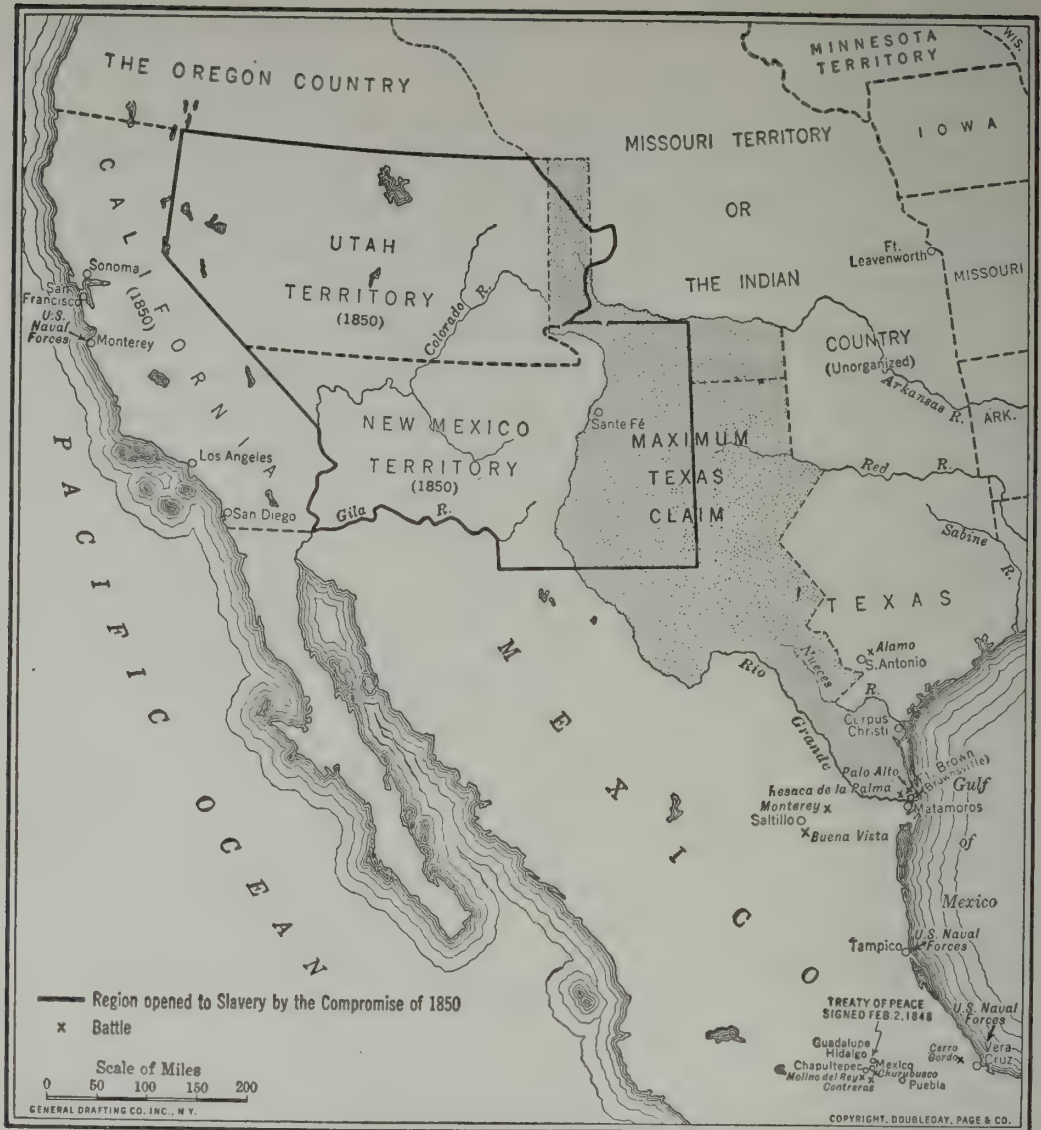 THE OREGON COUNTRY
MINNESOTA
TERRITORY
WIS.
IOWA
MISSOURI TERRITORY
OR
THE INDIAN
COUNTRY
(Unorganized)
Ft.
Leavenworth
MISSOURI
Arkansas R.
ARK.
CALIFORNIA
(1850)
UTAH
TERRITORY
(1850)
Colorado R.
Sonoma
San
Francisco
U.S.
Naval
Forces
Monterey
NEW MEXICO
TERRITORY
(1850)
Sante Fé
MAXIMUM
TEXAS
CLAIM
Los Angeles
San Diego
Gila R.
Red R.
Sabine R.
TEXAS
Alamo
S. Antonio
Nueces R.
Rio Grande
Corpus
Christi
Palo Alto
Ft. Brown
(Brownsville)
Resaca de la Palma
Matamoros
Monterey
Saltillo
Buena Vista
Gulf
of
Mexico
PACIFIC OCEAN
MEXICO
Tampico
U.S. Naval
Forces
TREATY OF PEACE
SIGNED FEB. 2, 1848
U.S. Naval
Forces
Vera
Cruz
Guadalupe
Hidalgo
Mexico
Chapultepec
Churubusco
Molino del Rey
Contreras
Puebla
Cerro
Gordo
Region opened to Slavery by the Compromise of 1850
x Battle
Scale of Miles
0 50 100 150 200
GENERAL DRAFTING CO. INC., N.Y.
COPYRIGHT, DOUBLEDAY, PAGE & CO.